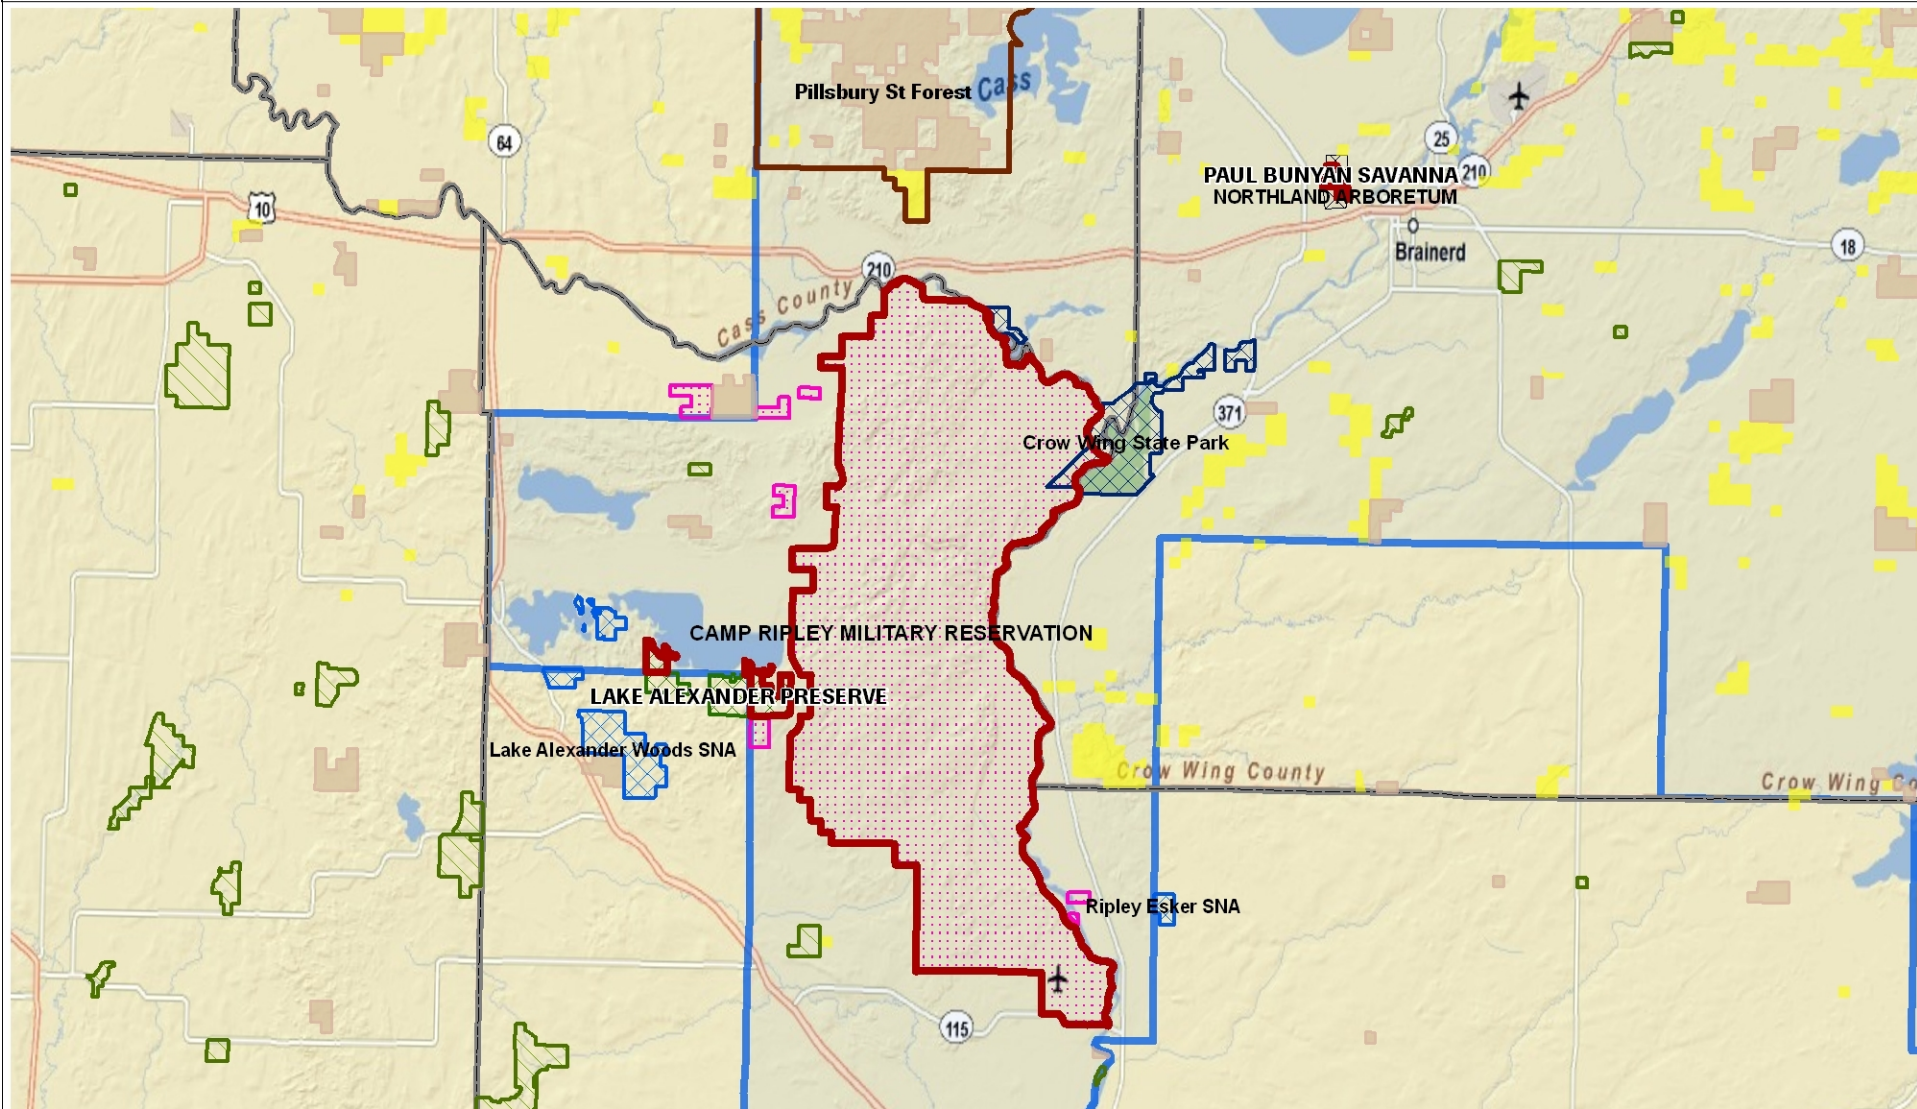 Pillsbury St Forest
Cass
64
25
210
PAUL BUNYAN SAVANNA
NORTHLAND ARBORETUM
10
Brainerd
18
210
Cass County
371
Crow Wing State Park
CAMP RIPLEY MILITARY RESERVATION
LAKE ALEXANDER PRESERVE
Lake Alexander Woods SNA
Crow Wing County
Crow Wing Co
Ripley Esker SNA
115